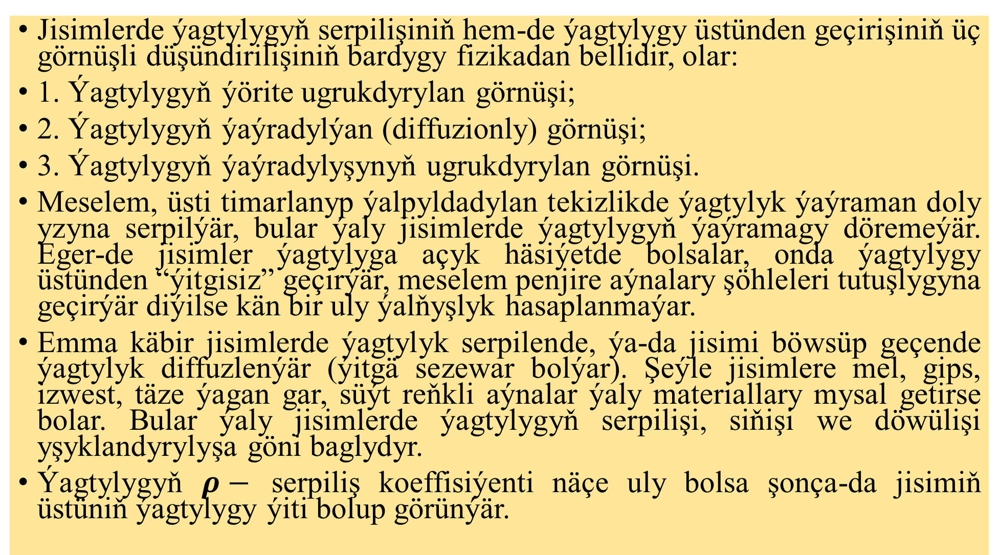 • Jisimlerde ýagtylygyň serpilişiniň hem-de ýagtylygy üstünden geçirişiniň üç
görnüşli düşündirilişiniň bardygy fizikadan bellidir, olar:
• 1. Ýagtylygyň ýörite ugrukdyrylan görnüşi;
• 2. Ýagtylygyň ýaýradylýan (diffuzionly) görnüşi;
• 3. Ýagtylygyň ýaýradylyşynyň ugrukdyrylan görnüşi.
• Meselem, üsti timarlanyp ýalpyldadylan tekizlikde ýagtylyk ýaýraman doly
yzyna serpilýär, bular ýaly jisimlerde ýagtylygyň ýaýramagy döremeýär.
Eger-de jisimler ýagtylyga açyk häsiýetde bolsalar, onda ýagtylygy
üstünden “ýitgisiz” geçirýär, meselem penjire aýnalary şöhleleri tutuşlygyna
geçirýär diýilse kän bir uly ýalňyşlyk hasaplanmaýar.
• Emma käbir jisimlerde ýagtylyk serpilende, ýa-da jisimi böwsüp geçende
ýagtylyk diffuzlenýär (ýitgä sezewar bolýar). Şeýle jisimlere mel, gips,
izwest, täze ýagan gar, süýt reňkli aýnalar ýaly materiallary mysal getirse
bolar. Bular ýaly jisimlerde ýagtylygyň serpilişi, siňişi we döwülişi
yşyklandyrylyşa göni baglydyr.
• Ýagtylygyň ρ − serpiliş koeffisiýenti näçe uly bolsa şonça-da jisimiň
üstüniň ýagtylygy ýiti bolup görünýär.